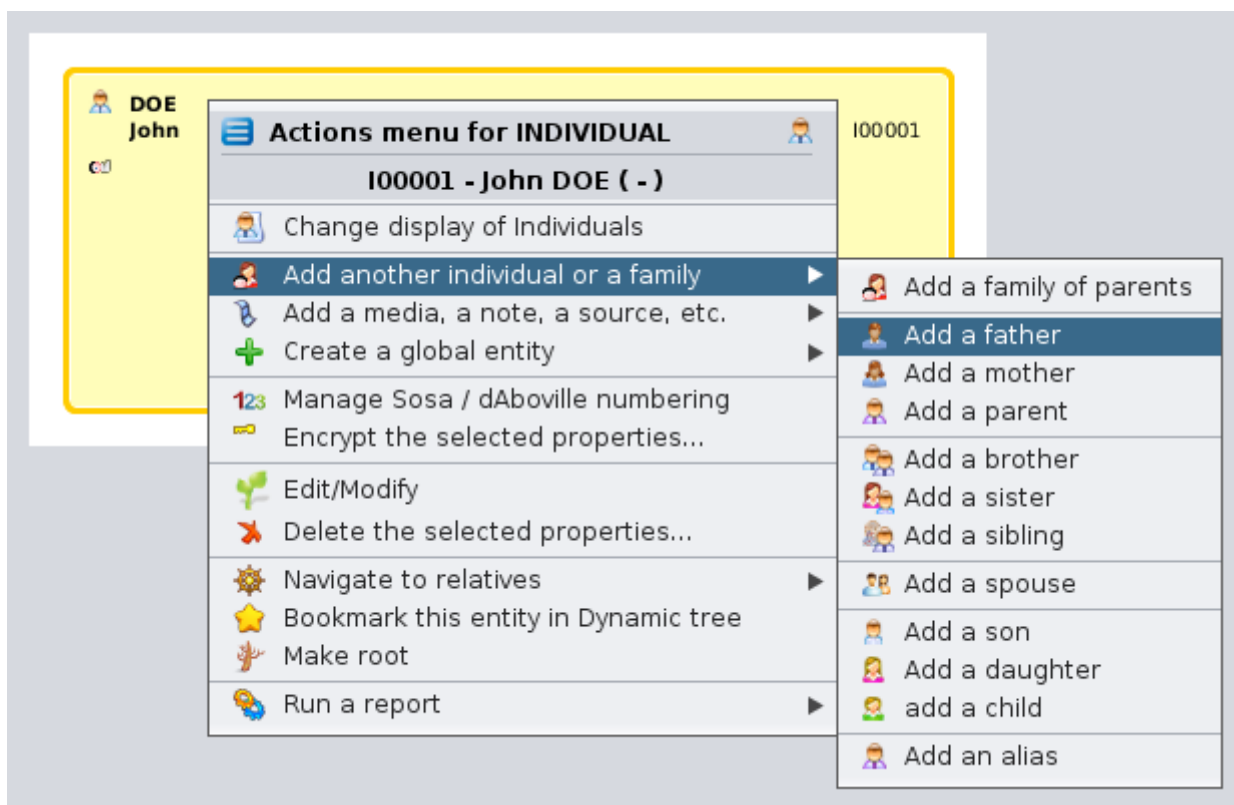 DOE
John
I00001
Actions menu for INDIVIDUAL
I00001 - John DOE ( - )
Change display of Individuals
Add another individual or a family
Add a media, a note, a source, etc.
Create a global entity
123 Manage Sosa / dAboville numbering
Encrypt the selected properties...
Edit/Modify
Delete the selected properties...
Navigate to relatives
Bookmark this entity in Dynamic tree
Make root
Run a report
Add a family of parents
Add a father
Add a mother
Add a parent
Add a brother
Add a sister
Add a sibling
Add a spouse
Add a son
Add a daughter
add a child
Add an alias